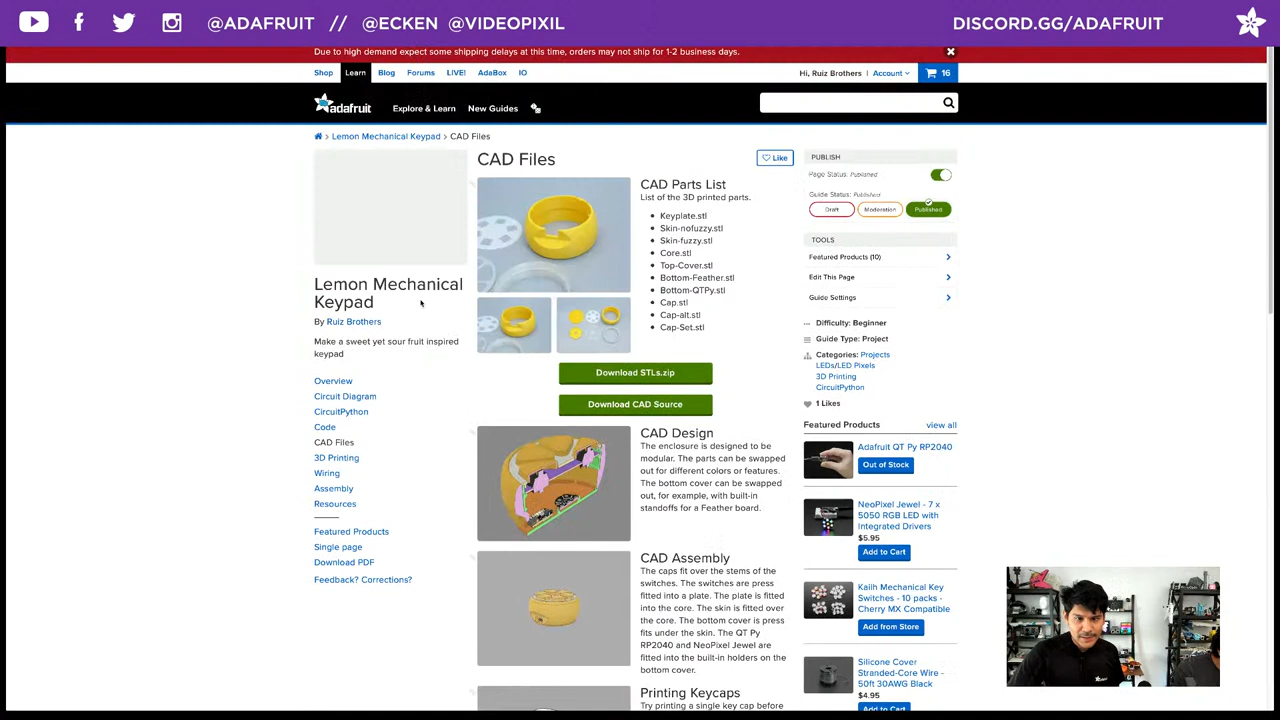 @ADAFRUIT // @ECKEN @VIDEOPIXIL
DISCORD.GG/ADAFRUIT
Due to high demand expect some shipping delays at this time, orders may not ship for 1-2 business days.
Shop Learn Blog Forums LIVE! AdaBox IO
Hi, Ruiz Brothers | Account 16
adafruit Explore & Learn New Guides
Lemon Mechanical Keypad > CAD Files
Lemon Mechanical
Keypad
By Ruiz Brothers
Make a sweet yet sour fruit inspired
keypad
Overview
Circuit Diagram
CircuitPython
Code
CAD Files
3D Printing
Wiring
Assembly
Resources
Featured Products
Single page
Download PDF
Feedback? Corrections?
CAD Files
Like
CAD Parts List
List of the 3D printed parts.
Keyplate.stl
Skin-nofuzzy.stl
Skin-fuzzy.stl
Core.stl
Top-Cover.stl
Bottom-Feather.stl
Bottom-QTPy.stl
Cap.stl
Cap-alt.stl
Cap-Set.stl
Download STLs.zip
Download CAD Source
CAD Design
The enclosure is designed to be
modular. The parts can be swapped
out for different colors or features.
The bottom cover can be swapped
out, for example, with built-in
standoffs for a Feather board.
CAD Assembly
The caps fit over the stems of the
switches. The switches are press
fitted into a plate. The plate is fitted
into the core. The skin is fitted over
the core. The bottom cover is press
fits under the skin. The QT Py
RP2040 and NeoPixel Jewel are
fitted into the built-in holders on the
bottom cover.
Printing Keycaps
Try printing a single key cap before
PUBLISH
Page Status: Published
Guide Status: Published
Draft Moderation Published
TOOLS
Featured Products (10)
Edit This Page
Guide Settings
Difficulty: Beginner
Guide Type: Project
Categories: Projects
LEDs/LED Pixels
3D Printing
CircuitPython
1 Likes
Featured Products view all
Adafruit QT Py RP2040
Out of Stock
NeoPixel Jewel - 7 x
5050 RGB LED with
Integrated Drivers
$5.95
Add to Cart
Kailh Mechanical Key
Switches - 10 packs -
Cherry MX Compatible
Add from Store
Silicone Cover
Stranded-Core Wire -
50ft 30AWG Black
$4.95
Add to Cart